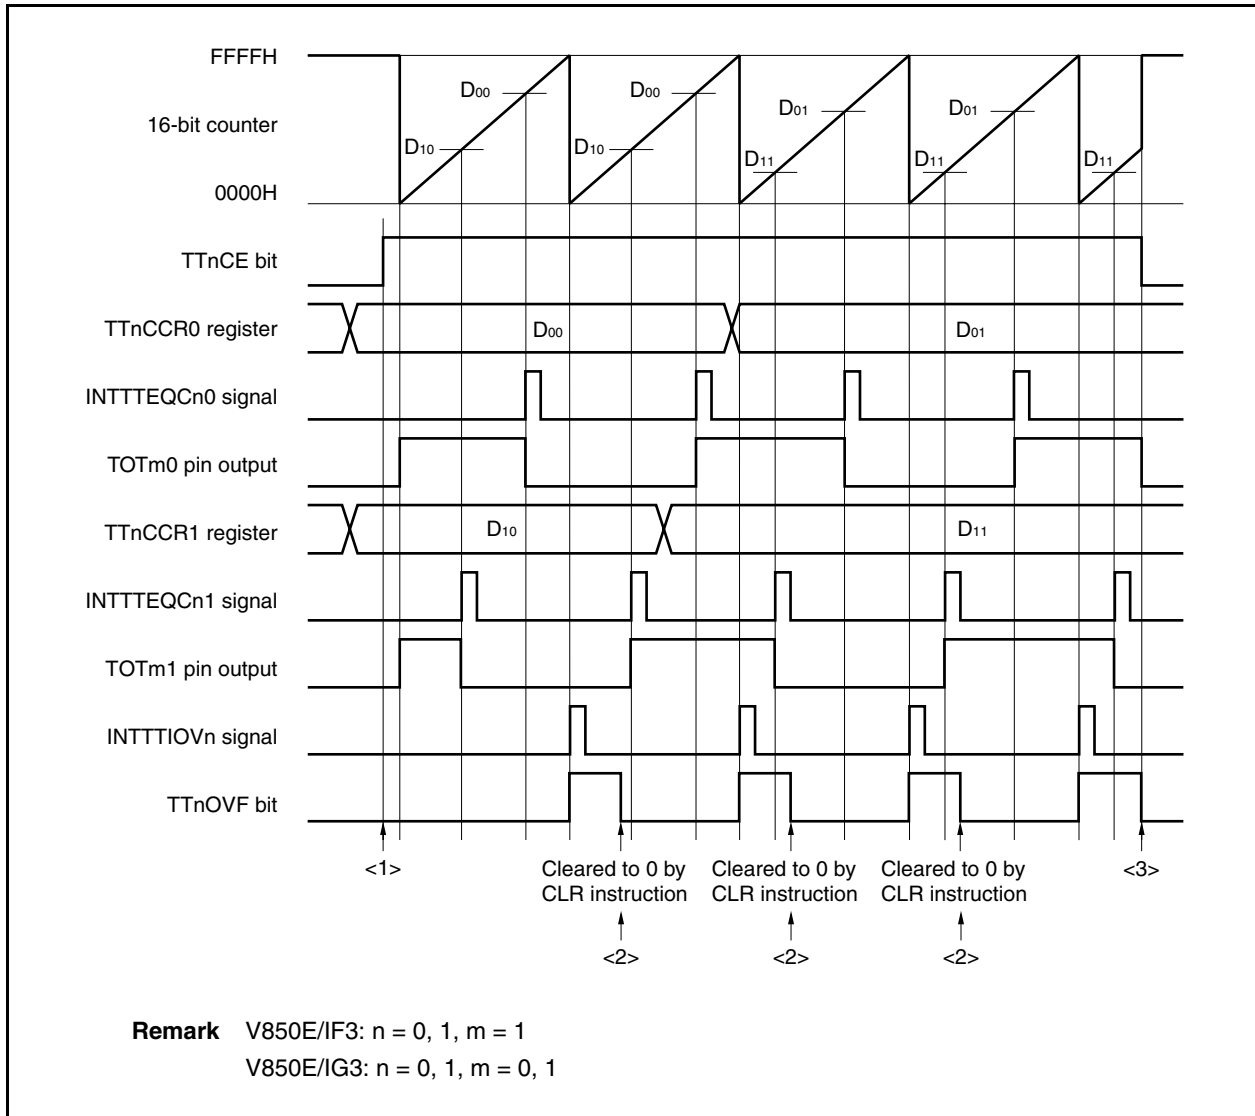 FFFFH
D00 D00
D01 D01
16-bit counter
D10 D10
D11 D11 D11
0000H
TTnCE bit
TTnCCR0 register D00 D01
INTTTEQCn0 signal
TOTm0 pin output
TTnCCR1 register D10 D11
INTTTEQCn1 signal
TOTm1 pin output
INTTTIOVn signal
TTnOVF bit
<1>
Cleared to 0 by
CLR instruction
<2>
Cleared to 0 by
CLR instruction
<2>
Cleared to 0 by
CLR instruction
<2>
<3>
Remark V850E/IF3: n = 0, 1, m = 1
V850E/IG3: n = 0, 1, m = 0, 1